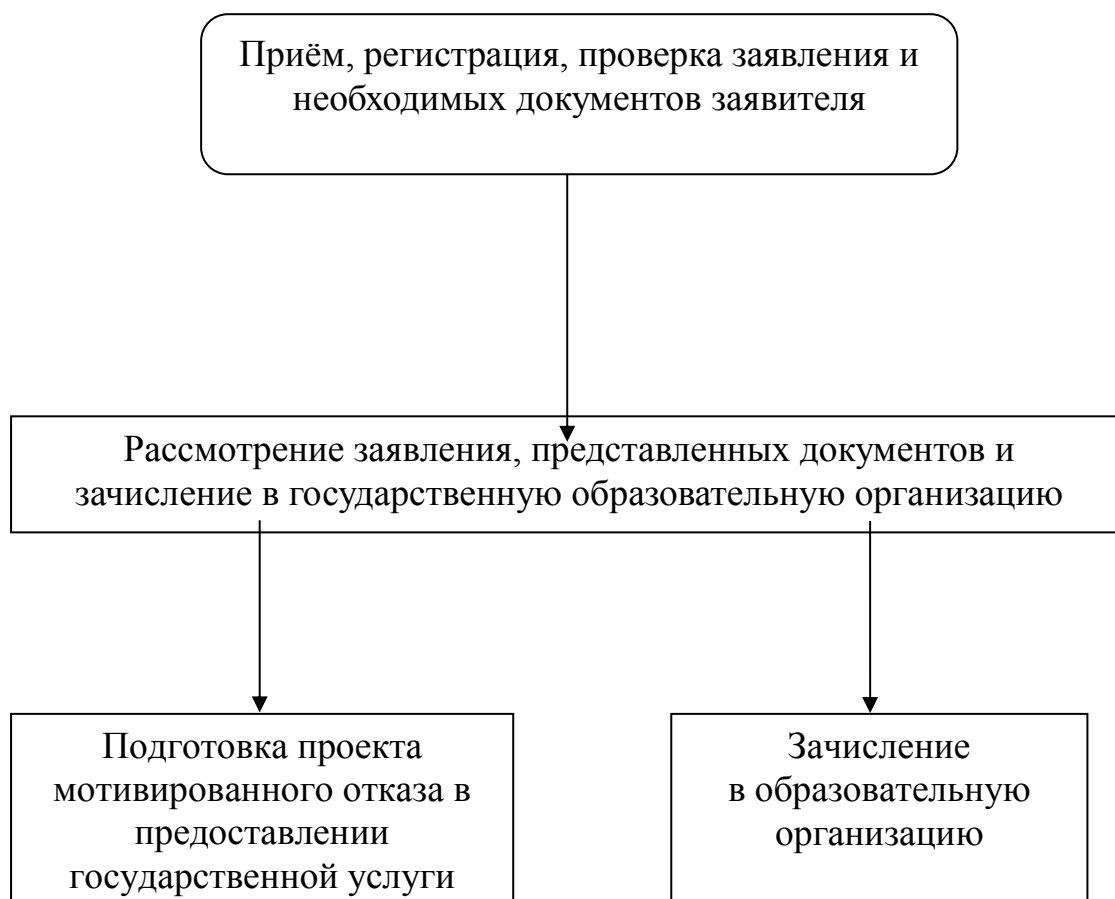 Приём, регистрация, проверка заявления и
необходимых документов заявителя
Рассмотрение заявления, представленных документов и
зачисление в государственную образовательную организацию
Подготовка проекта
мотивированного отказа в
предоставлении
государственной услуги
Зачисление
в образовательную
организацию